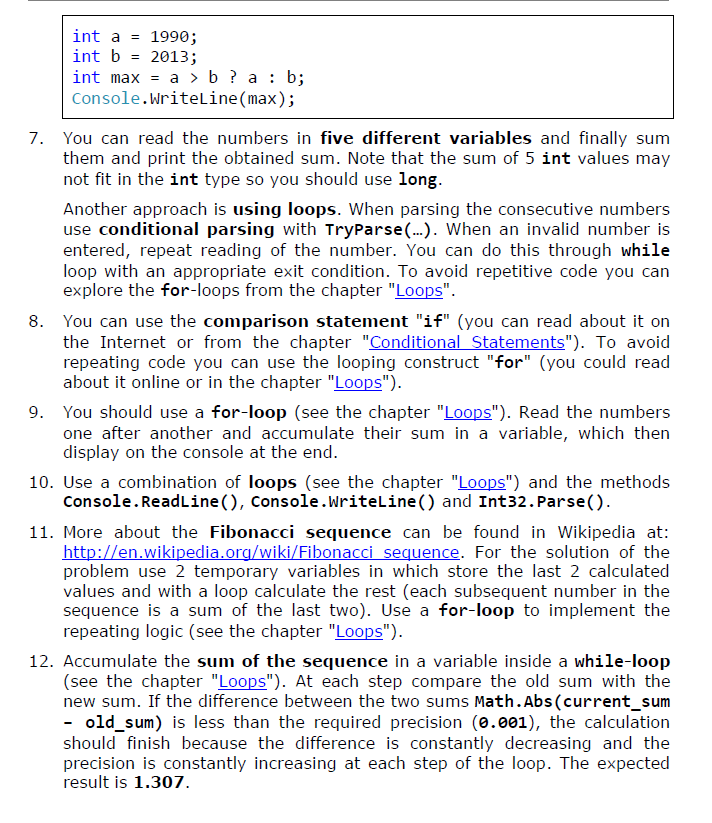 int a = 1990;
int b = 2013;
int max = a > b ? a : b;
Console.WriteLine(max);
7. You can read the numbers in five different variables and finally sum
them and print the obtained sum. Note that the sum of 5 int values may
not fit in the int type so you should use long.
Another approach is using loops. When parsing the consecutive numbers
use conditional parsing with TryParse(…). When an invalid number is
entered, repeat reading of the number. You can do this through while
loop with an appropriate exit condition. To avoid repetitive code you can
explore the for-loops from the chapter "Loops".
8. You can use the comparison statement "if" (you can read about it on
the Internet or from the chapter "Conditional Statements"). To avoid
repeating code you can use the looping construct "for" (you could read
about it online or in the chapter "Loops").
9. You should use a for-loop (see the chapter "Loops"). Read the numbers
one after another and accumulate their sum in a variable, which then
display on the console at the end.
10. Use a combination of loops (see the chapter "Loops") and the methods
Console.ReadLine(), Console.WriteLine() and Int32.Parse().
11. More about the Fibonacci sequence can be found in Wikipedia at:
http://en.wikipedia.org/wiki/Fibonacci_sequence. For the solution of the
problem use 2 temporary variables in which store the last 2 calculated
values and with a loop calculate the rest (each subsequent number in the
sequence is a sum of the last two). Use a for-loop to implement the
repeating logic (see the chapter "Loops").
12. Accumulate the sum of the sequence in a variable inside a while-loop
(see the chapter "Loops"). At each step compare the old sum with the
new sum. If the difference between the two sums Math.Abs(current_sum
- old_sum) is less than the required precision (0.001), the calculation
should finish because the difference is constantly decreasing and the
precision is constantly increasing at each step of the loop. The expected
result is 1.307.